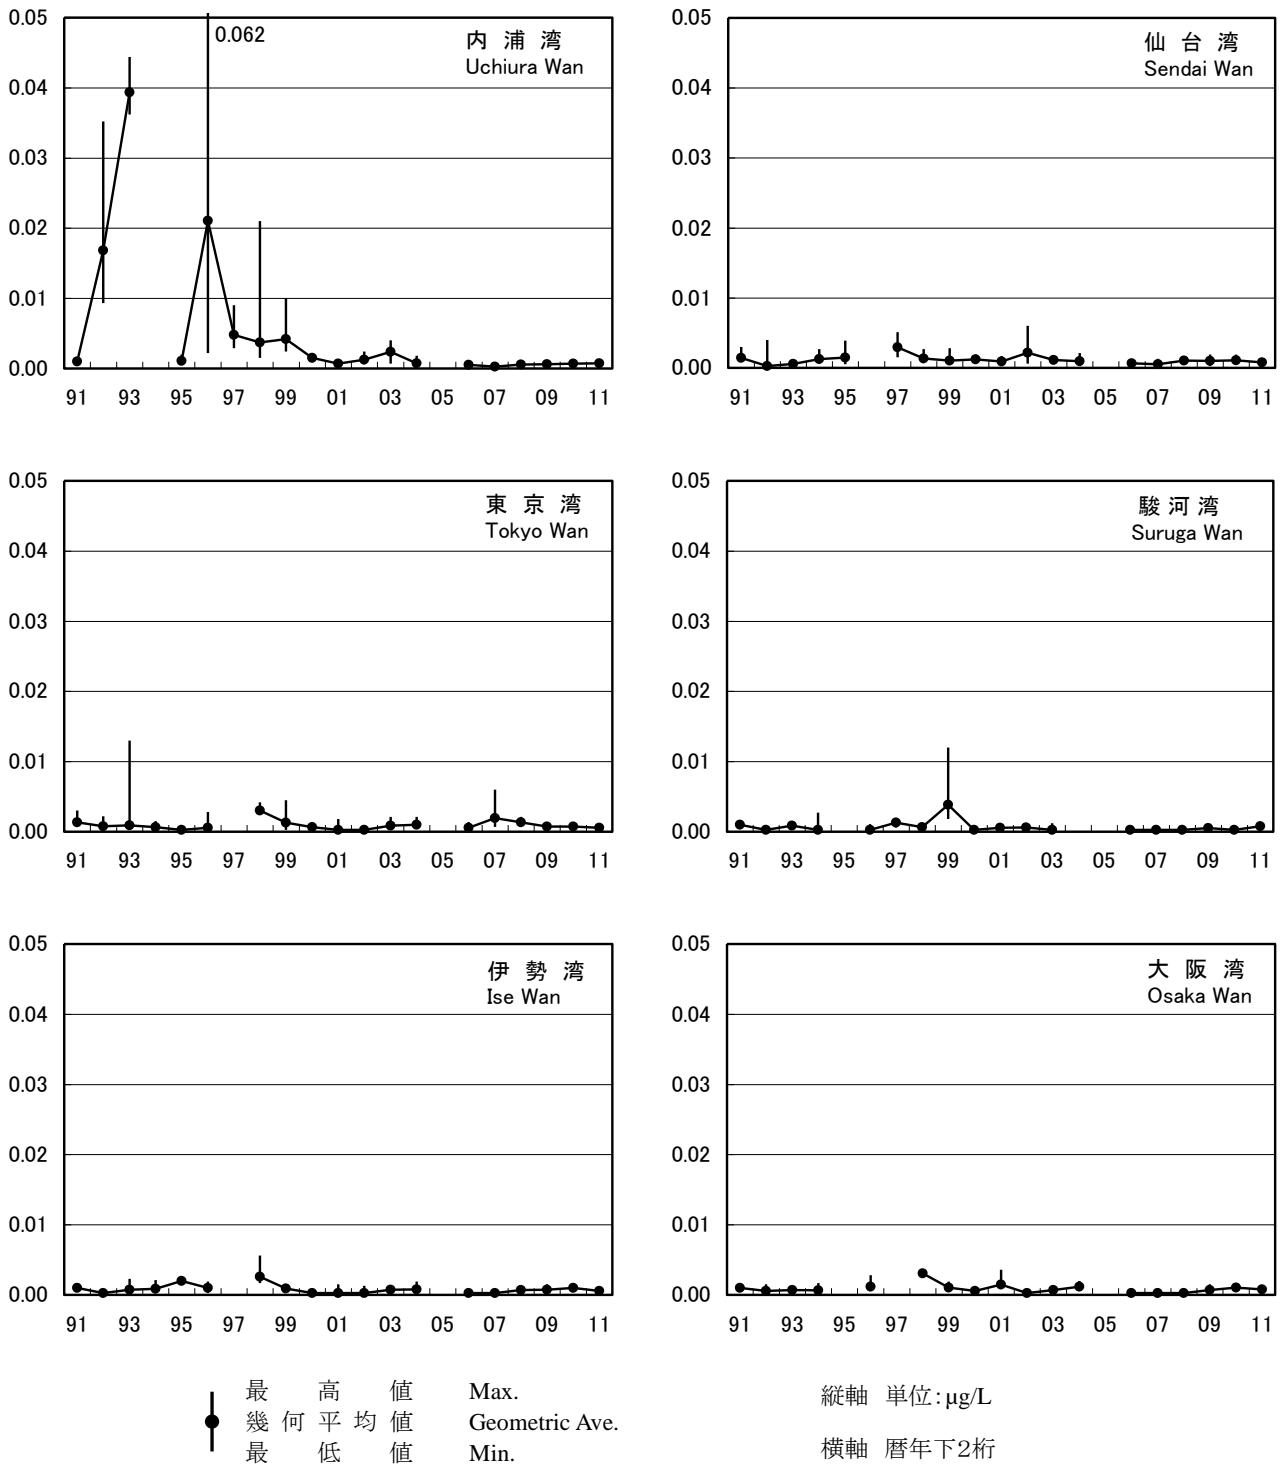 0.05
0.04
0.03
0.02
0.01
0.00
0.062
内 浦 湾
Uchiura Wan
91 93 95 97 99 01 03 05 07 09 11
0.05
0.04
0.03
0.02
0.01
0.00
仙 台 湾
Sendai Wan
91 93 95 97 99 01 03 05 07 09 11
0.05
0.04
0.03
0.02
0.01
0.00
東 京 湾
Tokyo Wan
91 93 95 97 99 01 03 05 07 09 11
0.05
0.04
0.03
0.02
0.01
0.00
駿 河 湾
Suruga Wan
91 93 95 97 99 01 03 05 07 09 11
0.05
0.04
0.03
0.02
0.01
0.00
伊 勢 湾
Ise Wan
91 93 95 97 99 01 03 05 07 09 11
0.05
0.04
0.03
0.02
0.01
0.00
大 阪 湾
Osaka Wan
91 93 95 97 99 01 03 05 07 09 11
最 高 値 Max.
幾 何 平 均 値 Geometric Ave.
最 低 値 Min.
縦軸 単位:μg/L
横軸 暦年下2桁